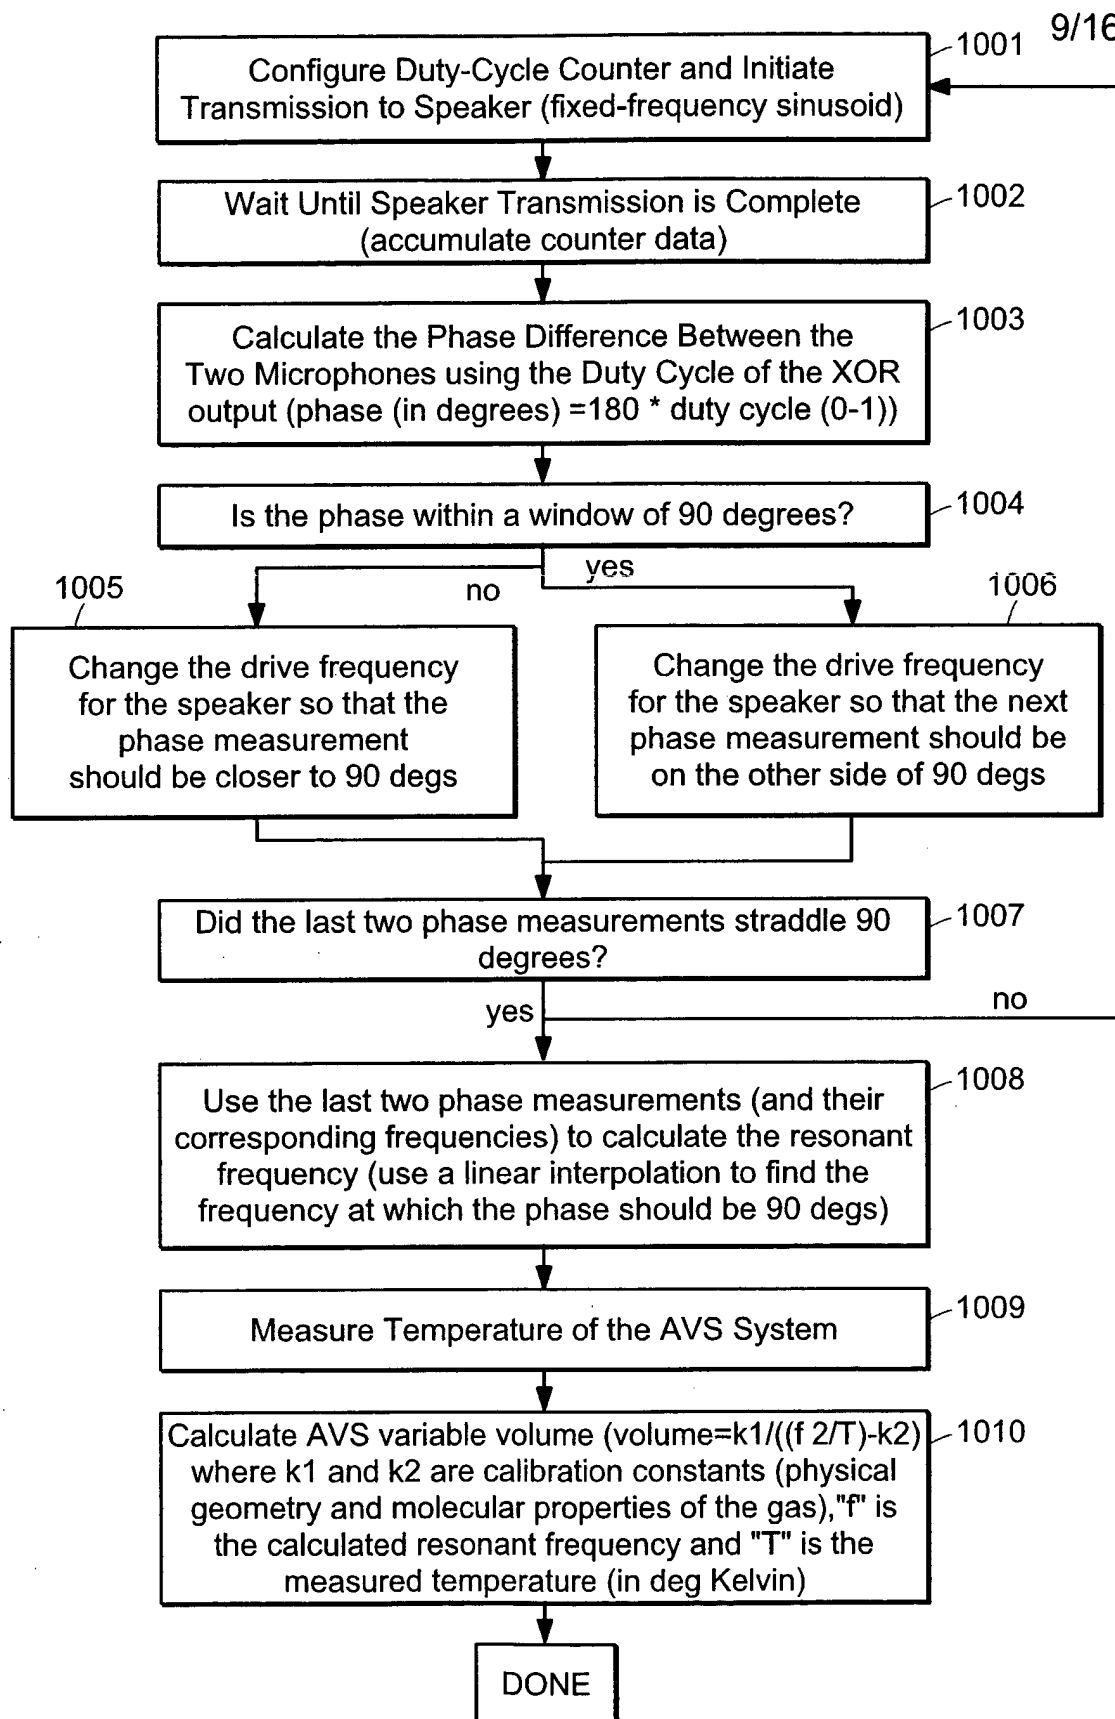 9/16
1001
Configure Duty-Cycle Counter and Initiate
Transmission to Speaker (fixed-frequency sinusoid)
1002
Wait Until Speaker Transmission is Complete
(accumulate counter data)
1003
Calculate the Phase Difference Between the
Two Microphones using the Duty Cycle of the XOR
output (phase (in degrees) =180 * duty cycle (0-1))
1004
Is the phase within a window of 90 degrees?
no
yes
1005
Change the drive frequency
for the speaker so that the
phase measurement
should be closer to 90 degs
1006
Change the drive frequency
for the speaker so that the next
phase measurement should be
on the other side of 90 degs
1007
Did the last two phase measurements straddle 90
degrees?
yes
no
1008
Use the last two phase measurements (and their
corresponding frequencies) to calculate the resonant
frequency (use a linear interpolation to find the
frequency at which the phase should be 90 degs)
1009
Measure Temperature of the AVS System
1010
Calculate AVS variable volume (volume=k1/((f 2/T)-k2)
where k1 and k2 are calibration constants (physical
geometry and molecular properties of the gas),"f" is
the calculated resonant frequency and "T" is the
measured temperature (in deg Kelvin)
DONE